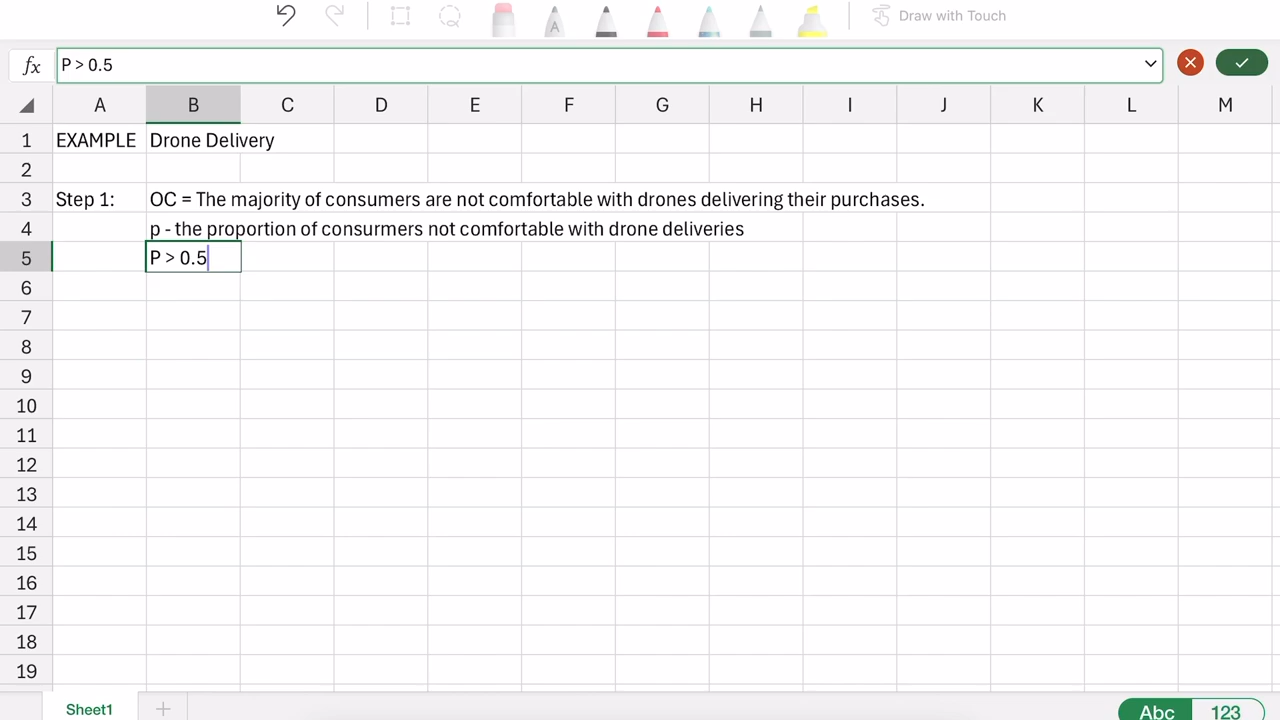 A
Draw with Touch
fx P > 0.5
A B C D E F G H I J K L M
1 EXAMPLE Drone Delivery
2
3 Step 1: OC = The majority of consumers are not comfortable with drones delivering their purchases.
4 p - the proportion of consurmers not comfortable with drone deliveries
5 P > 0.5
6
7
8
9
10
11
12
13
14
15
16
17
18
19
Sheet1
Abc 123